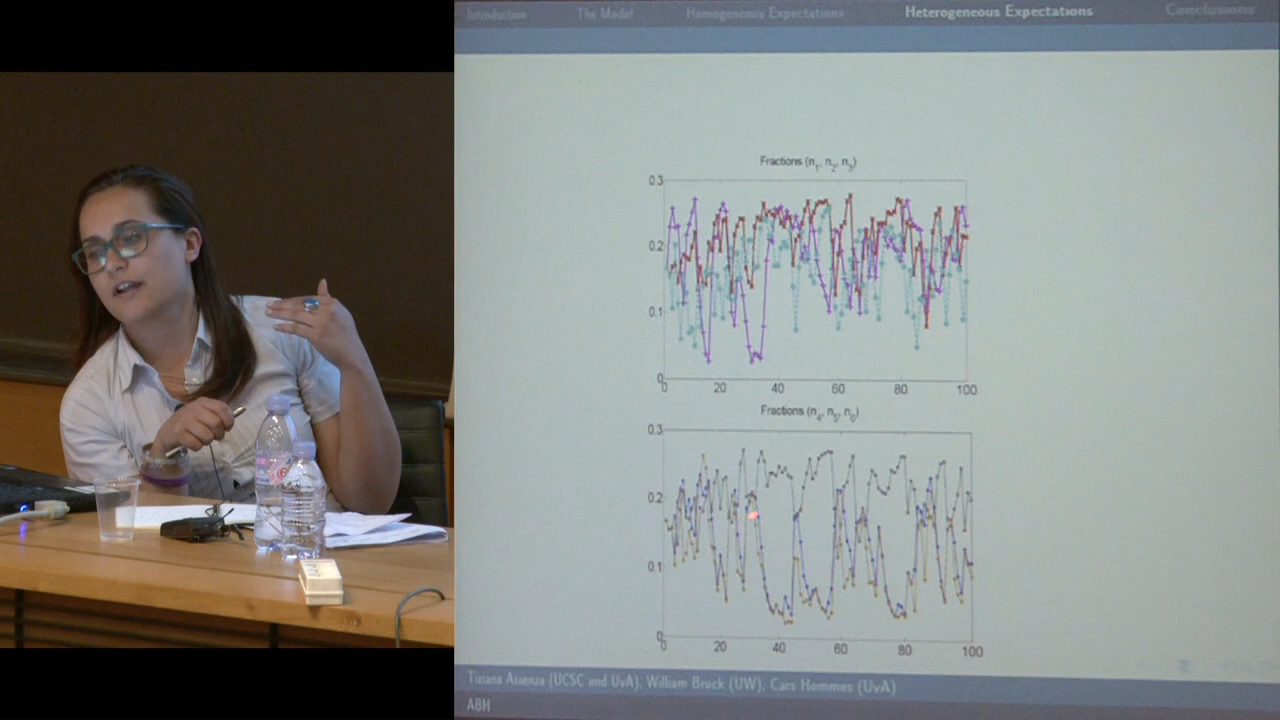 Introduction The Model Homogeneous Expectations Heterogeneous Expectations Conclusions
Fractions (n1, n2, n3)
0.3
0.2
0.1
0
0 20 40 60 80 100
Fractions (n4, n5, n6)
0.3
0.2
0.1
0
0 20 40 60 80 100
Tiziana Assenza (UCSC and UvA), William Brock (UW), Cars Hommes (UvA)
ABH